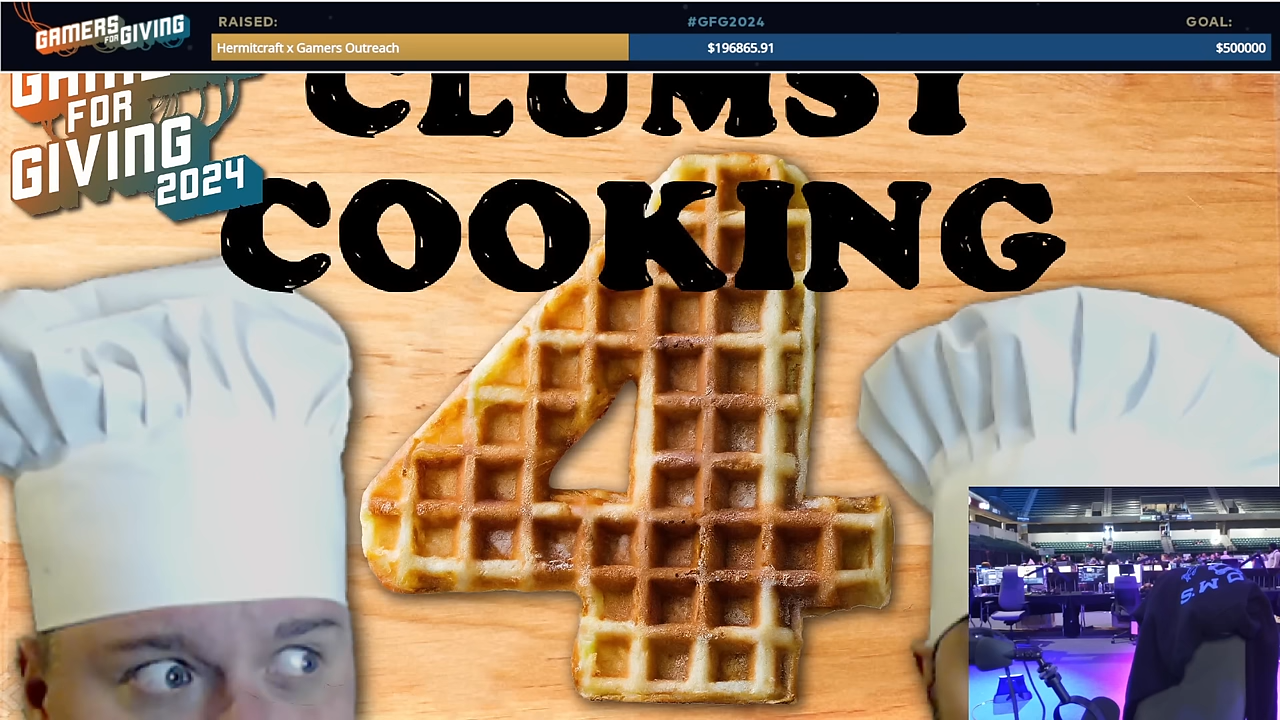 GAMERS
FOR
GIVING
RAISED:
#GFG2024
GOAL:
Hermitcraft x Gamers Outreach
$196865.91
$500000
FOR
GIVING
2024
CLUMSY
COOKING
4